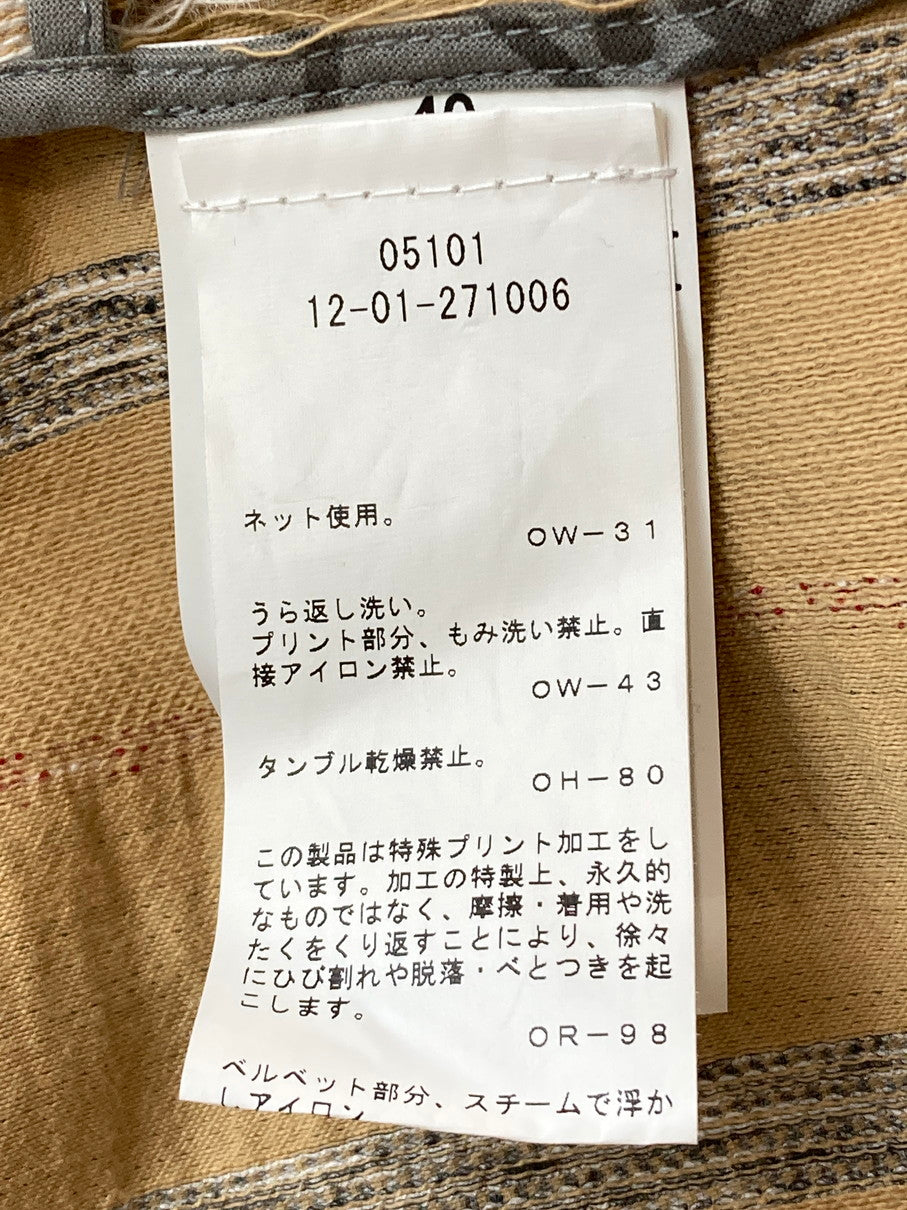 05101
12-01-271006
ネット使用。
OW-31
うら返し洗い。
プリント部分、もみ洗い禁止。直
接アイロン禁止。
OW-43
タンブル乾燥禁止。
OH-80
この製品は特殊プリント加工をし
ています。加工の特製上、永久的
なものではなく、摩擦・着用や洗
たくをくり返すことにより、徐々
にひび割れや脱落・べとつきを起
こします。
OR-98
ベルベット部分、スチームで浮か
しアイロン